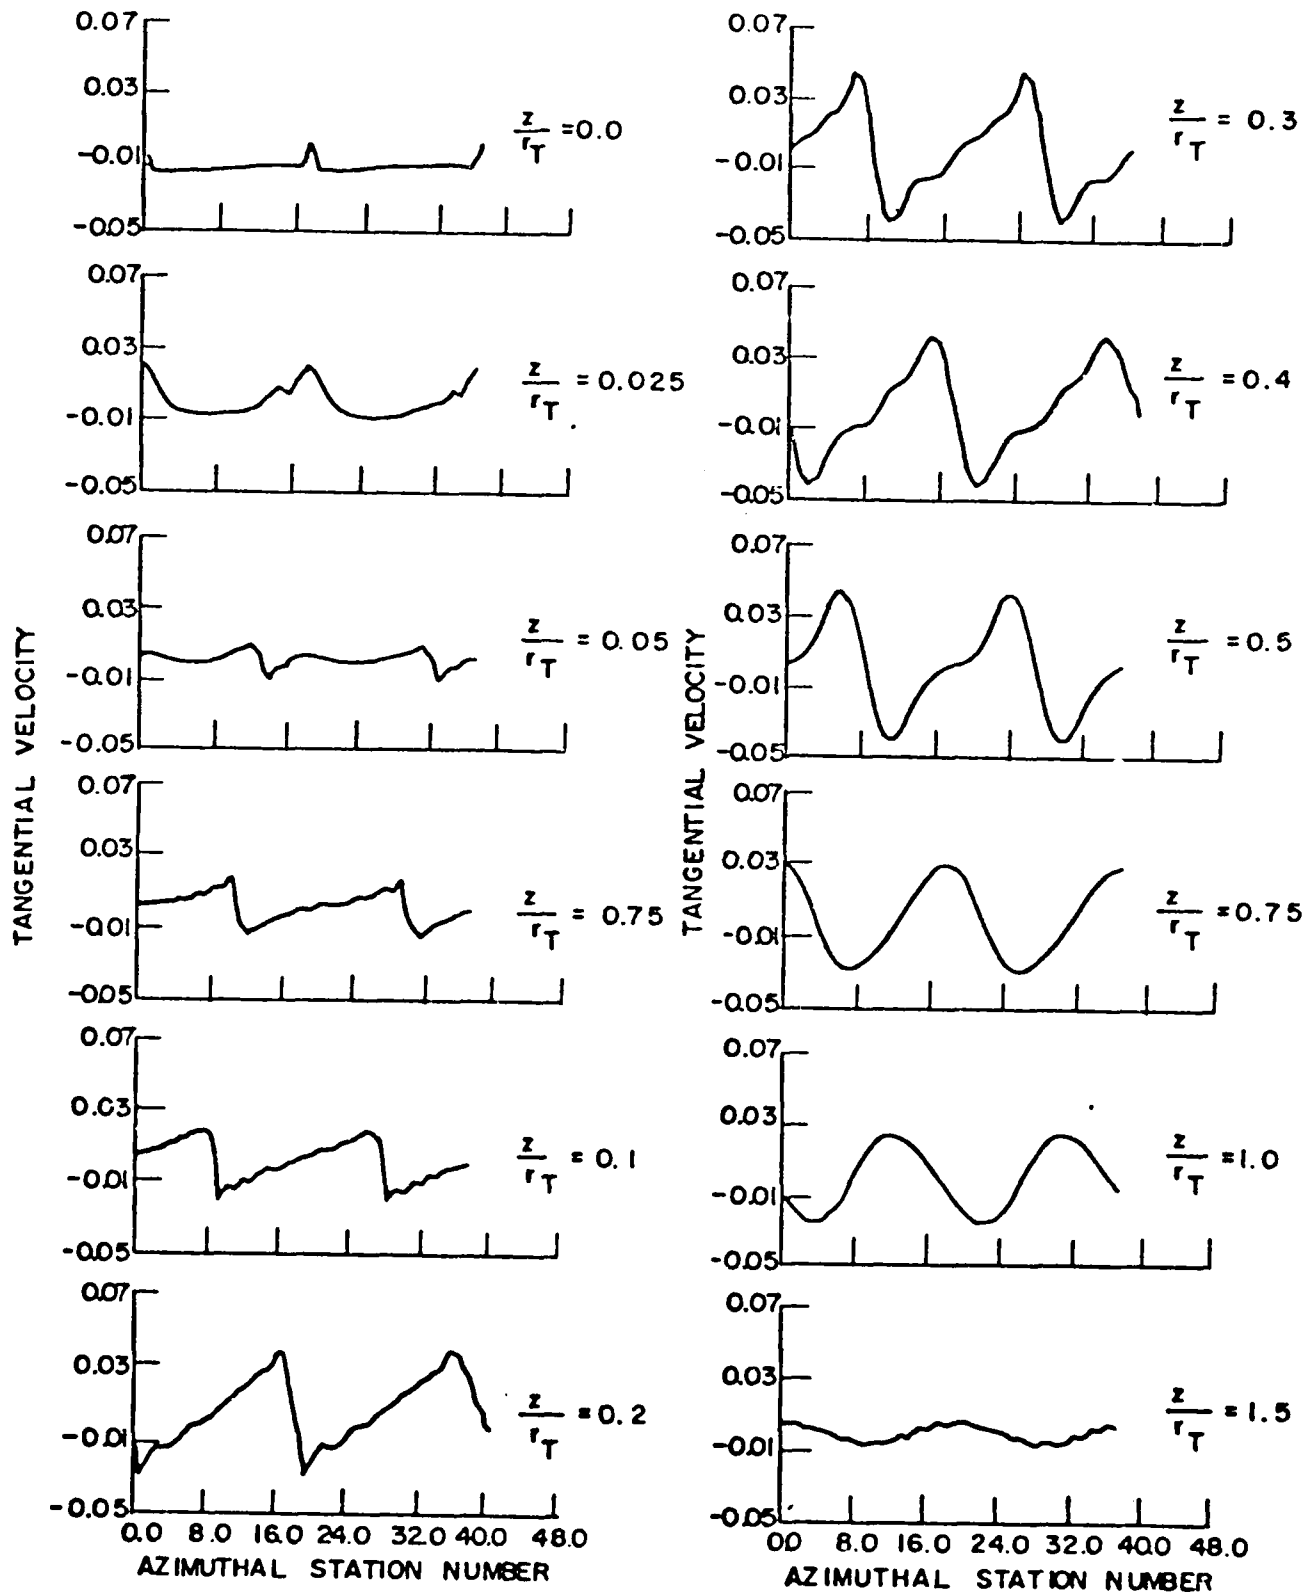 0.07
0.03
-0.01
-0.05
z/rT = 0.0
0.07
0.03
-0.01
-0.05
z/rT = 0.025
0.07
0.03
-0.01
-0.05
z/rT = 0.05
0.07
0.03
-0.01
-0.05
z/rT = 0.75
0.07
0.03
-0.01
-0.05
z/rT = 0.1
0.07
0.03
-0.01
-0.05
z/rT = 0.2
0.0 8.0 16.0 24.0 32.0 40.0 48.0
AZIMUTHAL STATION NUMBER
TANGENTIAL VELOCITY
0.07
0.03
-0.01
-0.05
z/rT = 0.3
0.07
0.03
-0.01
-0.05
z/rT = 0.4
0.07
0.03
-0.01
-0.05
z/rT = 0.5
0.07
0.03
-0.01
-0.05
z/rT = 0.75
0.07
0.03
-0.01
-0.05
z/rT = 1.0
0.07
0.03
-0.01
-0.05
z/rT = 1.5
0.0 8.0 16.0 24.0 32.0 40.0 48.0
AZIMUTHAL STATION NUMBER
TANGENTIAL VELOCITY